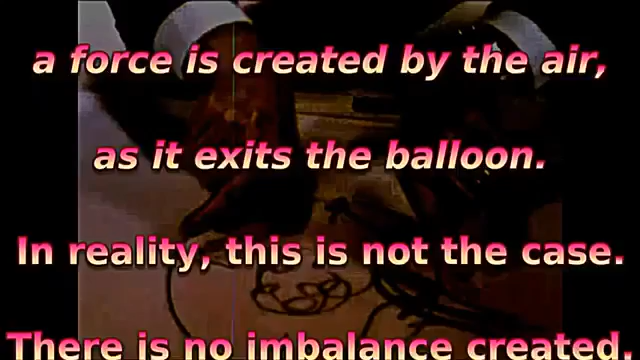 a force is created by the air,
as it exits the balloon.
In reality, this is not the case.
There is no imbalance created.